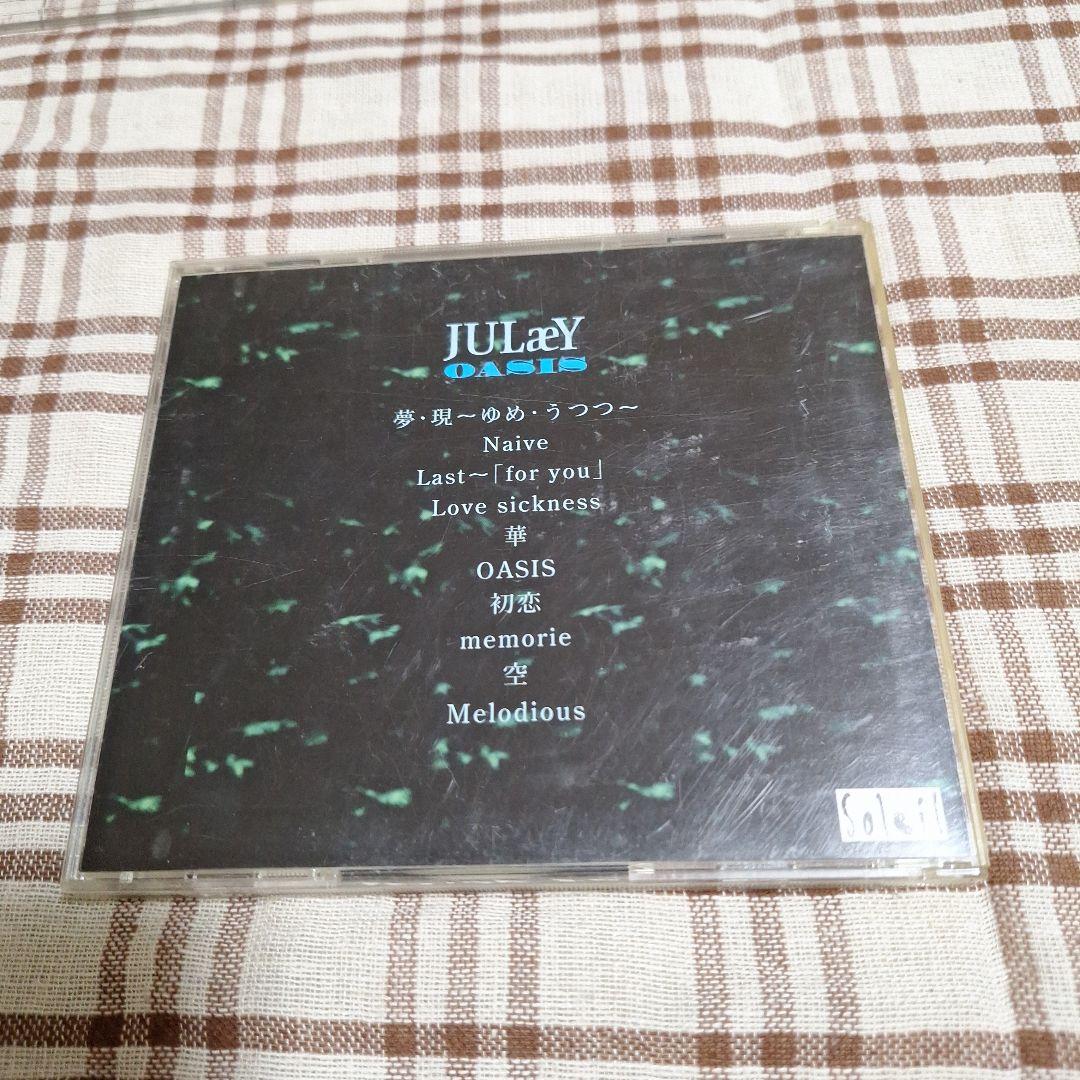 JULæY
OASIS
夢・現～ゆめ・うつつ～
Naive
Last～「for you」
Love sickness
華
OASIS
初恋
memorie
空
Melodious
Soleil